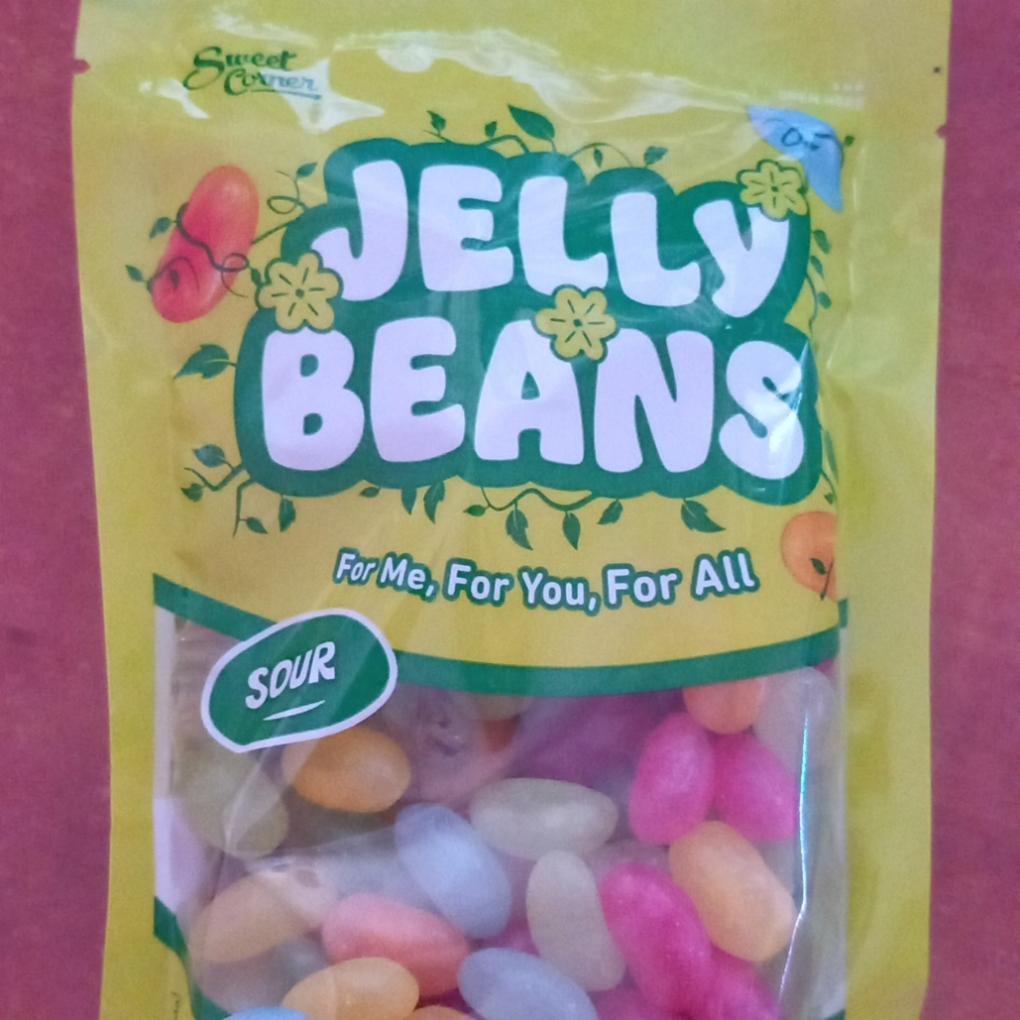 Sweet
Corner
JELLY
BEANS
For Me, For You, For All
SOUR